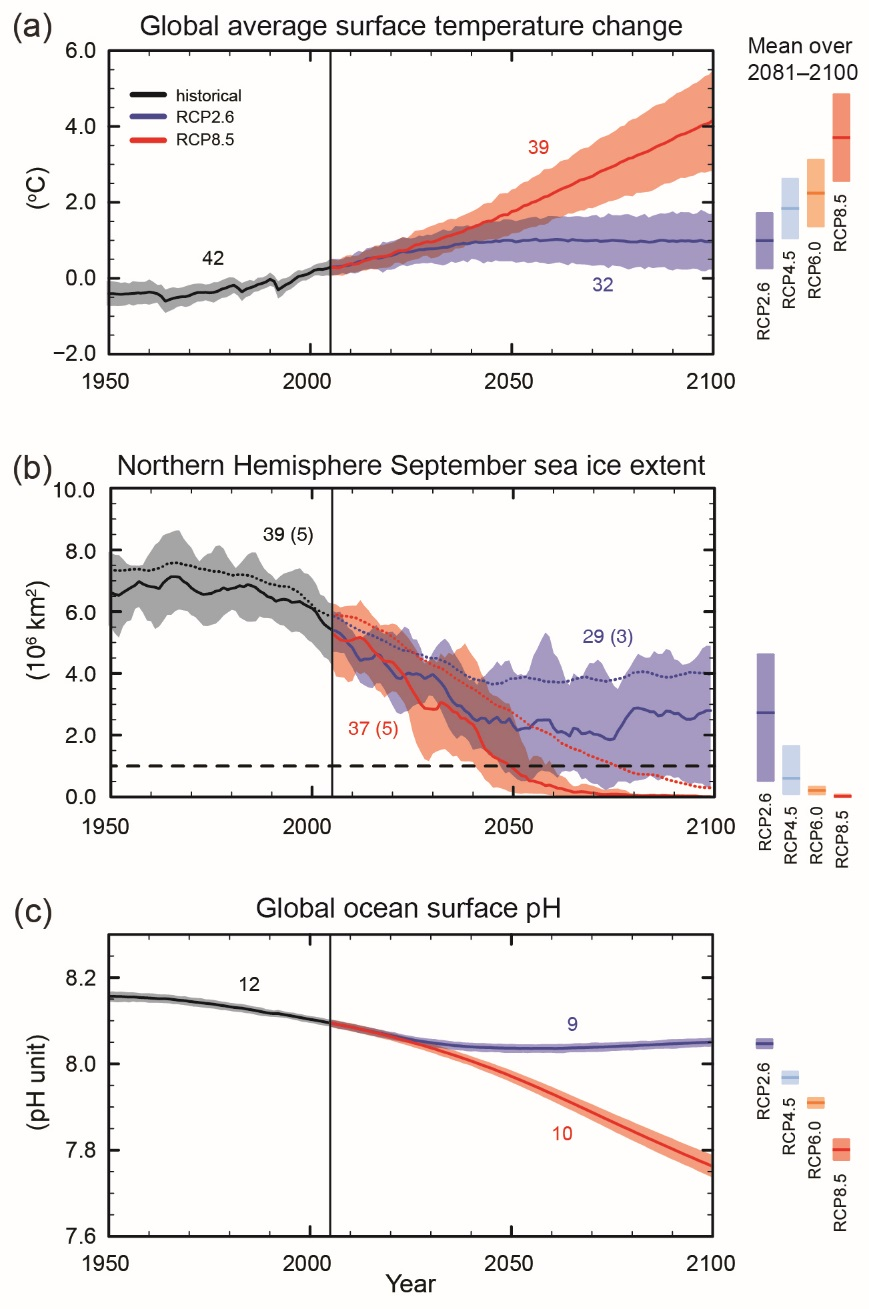 (a) Global average surface temperature change
Mean over
2081–2100
6.0
4.0
2.0
0.0
−2.0
(ºC)
historical
RCP2.6
RCP8.5
42
39
32
1950 2000 2050 2100
RCP2.6
RCP4.5
RCP6.0
RCP8.5
(b) Northern Hemisphere September sea ice extent
10.0
8.0
6.0
4.0
2.0
0.0
(10⁶ km²)
39 (5)
29 (3)
37 (5)
1950 2000 2050 2100
RCP2.6
RCP4.5
RCP6.0
RCP8.5
(c) Global ocean surface pH
8.2
8.0
7.8
7.6
(pH unit)
12
9
10
1950 2000 2050 2100
Year
RCP2.6
RCP4.5
RCP6.0
RCP8.5